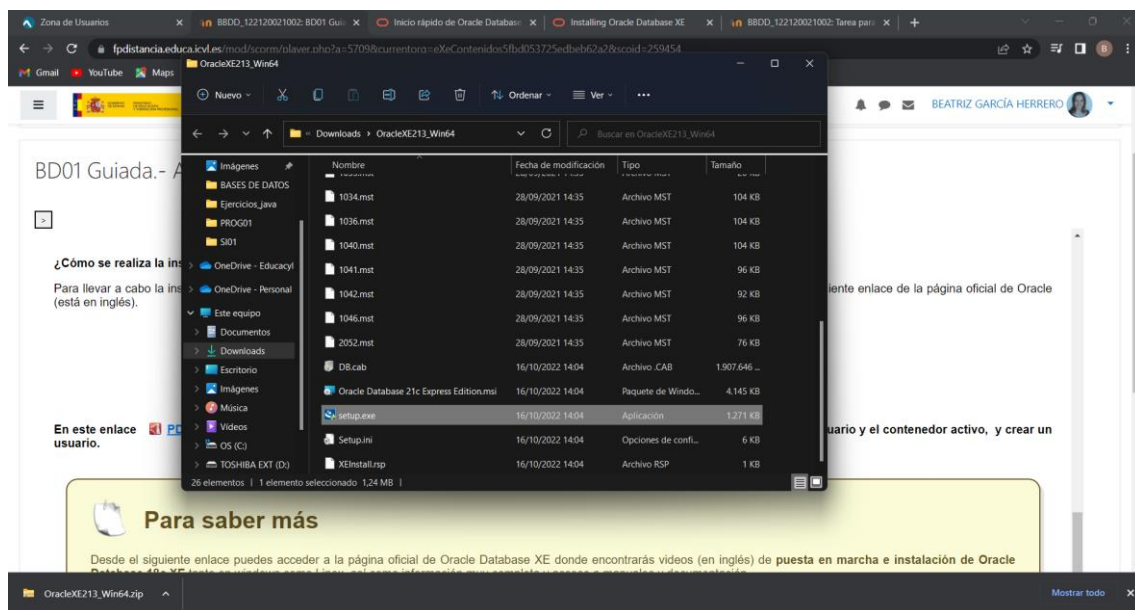 Zona de Usuarios
BBDD_122120021002: BD01 Gui
Inicio rápido de Oracle Database
Installing Oracle Database XE
BBDD_122120021002: Tarea par
fpdistancia.educa.jcyl.es/mod/scorm/player.php?a=5709&currentorg=eXeContenidos5fbd053725edbeb62a2&scoid=259454
Gmail
YouTube
Maps
OracleXE213_Win64
Nuevo
Ordenar
Ver
Downloads
OracleXE213_Win64
Buscar en OracleXE213_Win64
BEATRIZ GARCÍA HERRERO
BD01 Guiada.- A
Imágenes
BASES DE DATOS
Ejercicios_java
PROG01
SI01
OneDrive - Educacyl
OneDrive - Personal
Este equipo
Documentos
Downloads
Escritorio
Imágenes
Música
Vídeos
OS (C:)
TOSHIBA EXT (D:)
Nombre Fecha de modificación Tipo Tamaño
1034.mst 28/09/2021 14:35 Archivo MST 104 KB
1036.mst 28/09/2021 14:35 Archivo MST 104 KB
1040.mst 28/09/2021 14:35 Archivo MST 104 KB
1041.mst 28/09/2021 14:35 Archivo MST 96 KB
1042.mst 28/09/2021 14:35 Archivo MST 92 KB
1046.mst 28/09/2021 14:35 Archivo MST 96 KB
2052.mst 28/09/2021 14:35 Archivo MST 76 KB
DB.cab 16/10/2022 14:04 Archivo .CAB 1.907.646 ...
Oracle Database 21c Express Edition.msi 16/10/2022 14:04 Paquete de Windo... 4.145 KB
setup.exe 16/10/2022 14:04 Aplicación 1.271 KB
Setup.ini 16/10/2022 14:04 Opciones de confi... 6 KB
XEInstall.rsp 16/10/2022 14:04 Archivo RSP 1 KB
26 elementos | 1 elemento seleccionado 1,24 MB |
¿Cómo se realiza la ins
Para llevar a cabo la ins
iente enlace de la página oficial de Oracle
(está en inglés).
En este enlace PD
uario y el contenedor activo, y crear un
usuario.
Para saber más
Desde el siguiente enlace puedes acceder a la página oficial de Oracle Database XE donde encontrarás videos (en inglés) de puesta en marcha e instalación de Oracle
OracleXE213_Win64.zip
Mostrar todo